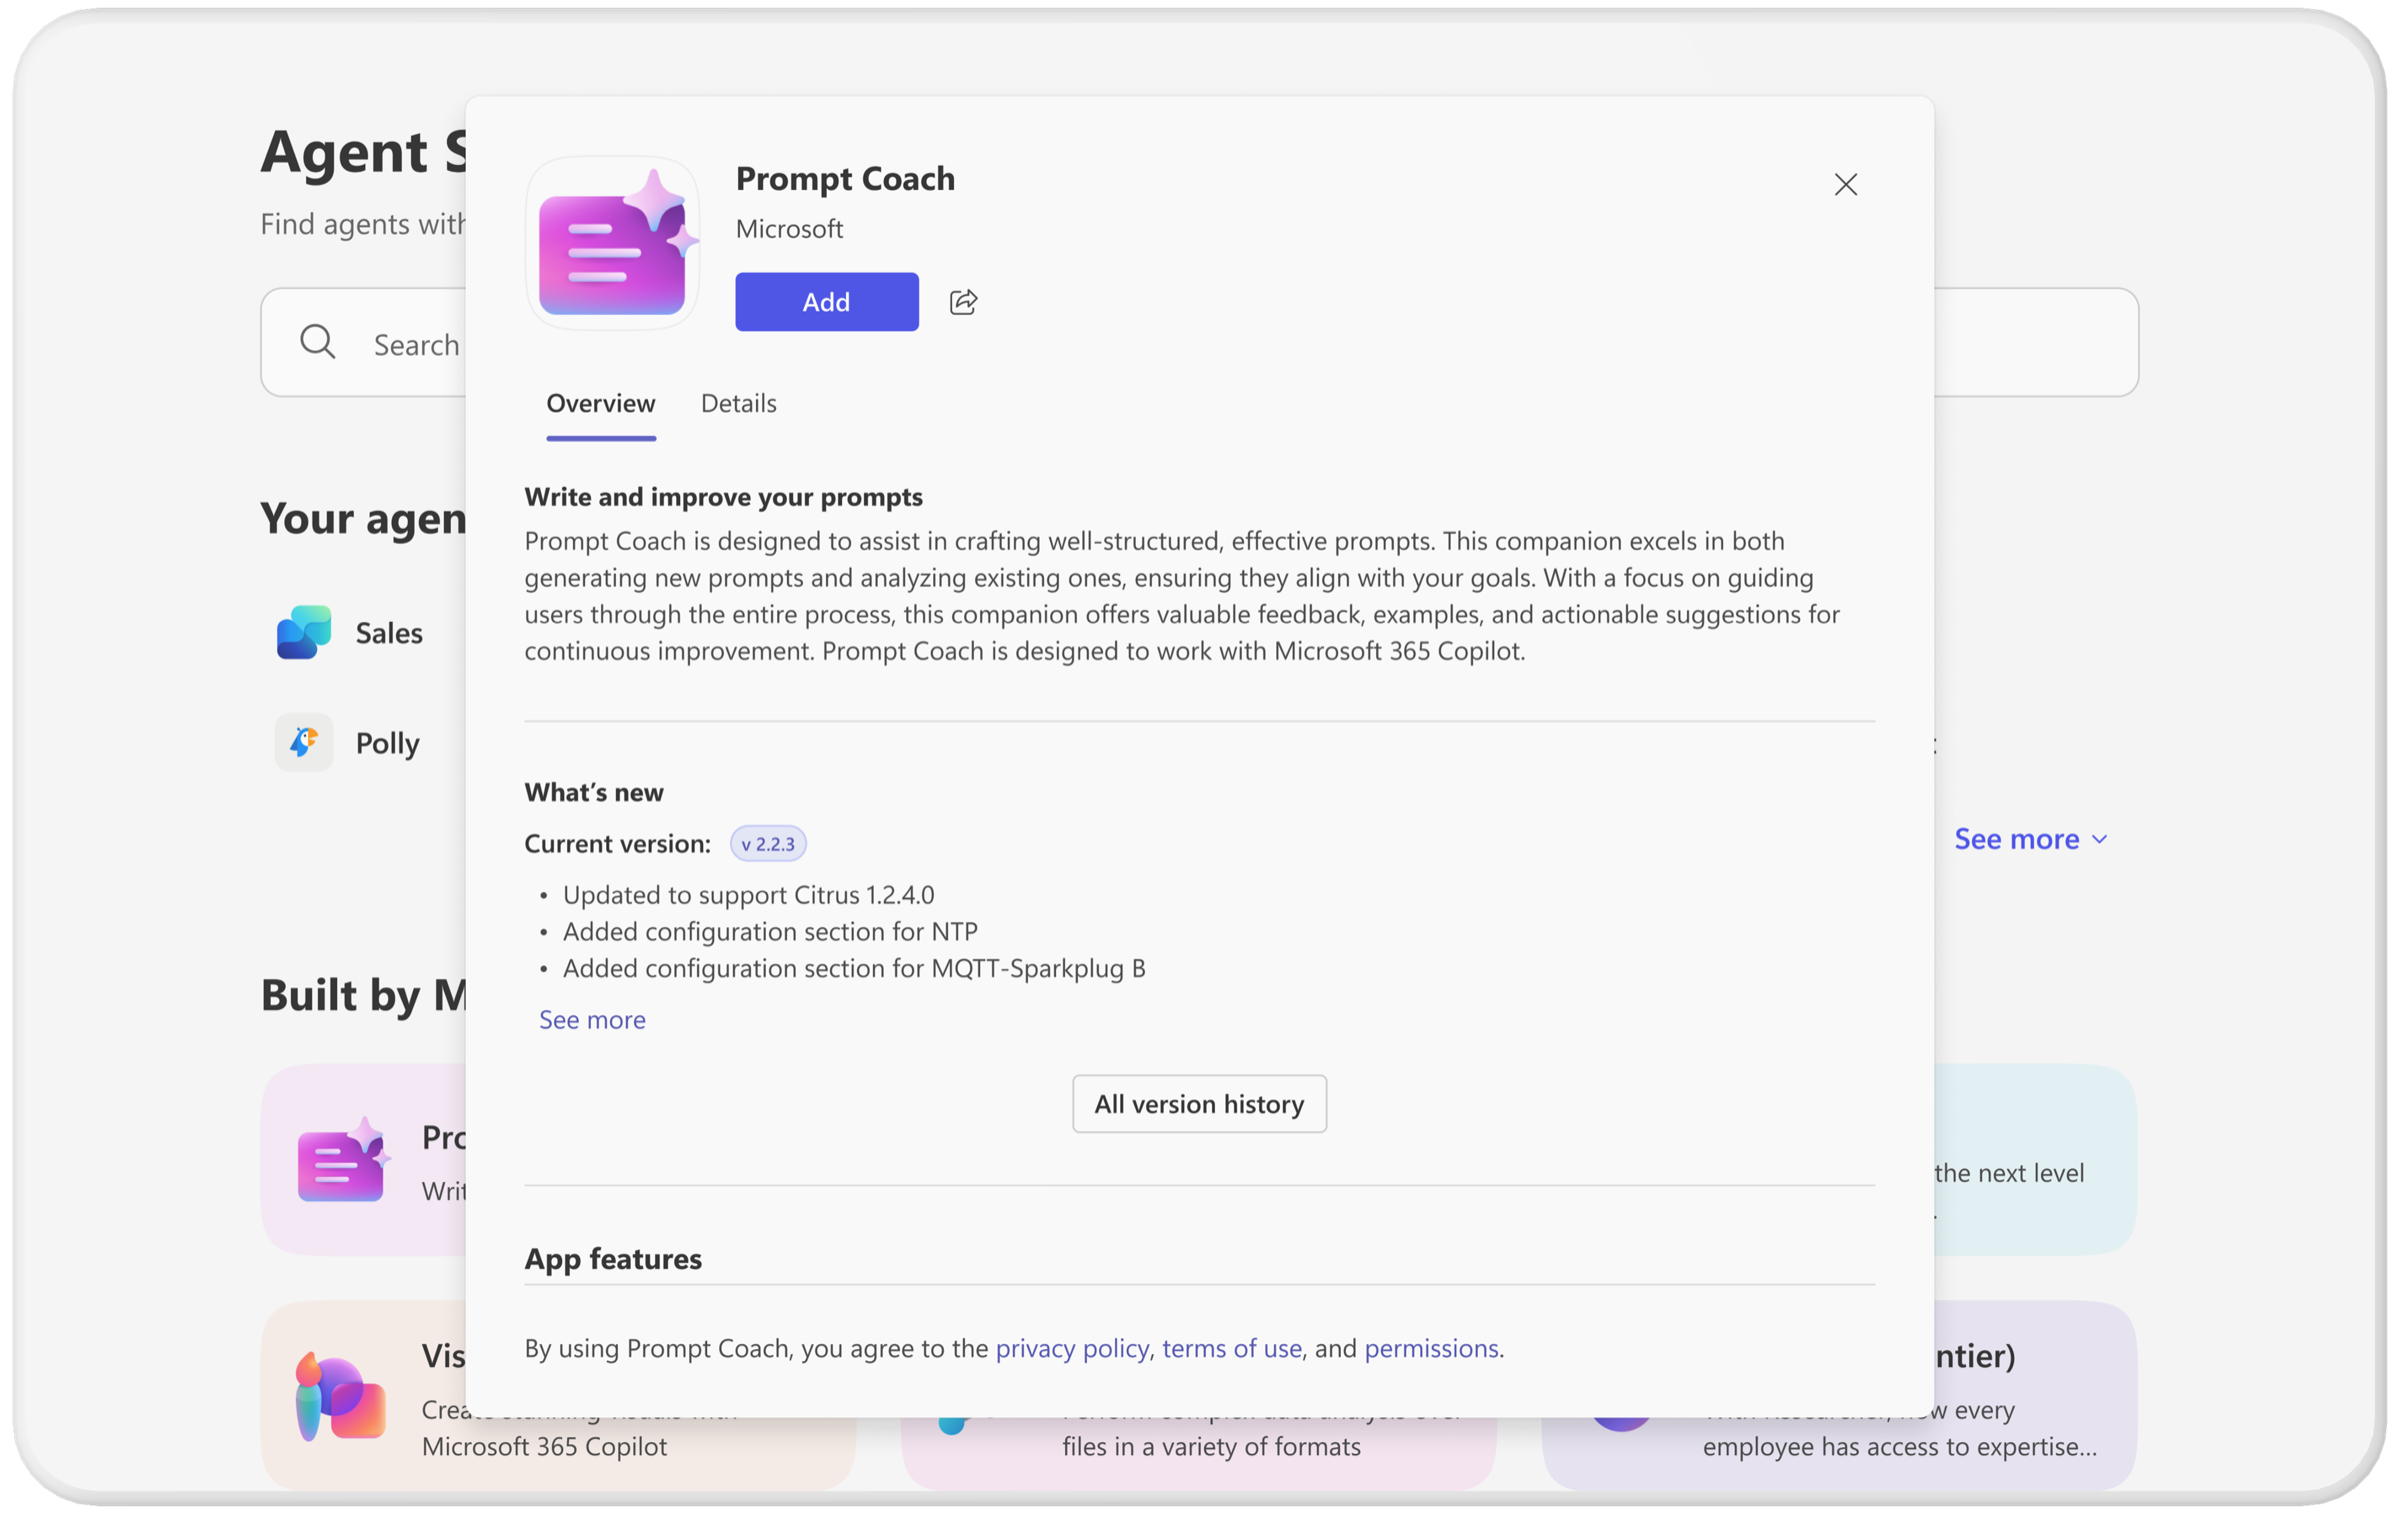 Agent S
Find agents with
Search
Prompt Coach
Microsoft
Add
Overview
Details
Write and improve your prompts
Prompt Coach is designed to assist in crafting well-structured, effective prompts. This companion excels in both
generating new prompts and analyzing existing ones, ensuring they align with your goals. With a focus on guiding
users through the entire process, this companion offers valuable feedback, examples, and actionable suggestions for
continuous improvement. Prompt Coach is designed to work with Microsoft 365 Copilot.
Your agen
Sales
Polly
See more
What’s new
Current version: v 2.2.3
• Updated to support Citrus 1.2.4.0
• Added configuration section for NTP
• Added configuration section for MQTT-Sparkplug B
See more
All version history
App features
By using Prompt Coach, you agree to the privacy policy, terms of use, and permissions.
Built by M
Pro
Writ
the next level
Vis
Microsoft 365 Copilot
files in a variety of formats
ntier)
every
employee has access to expertise...